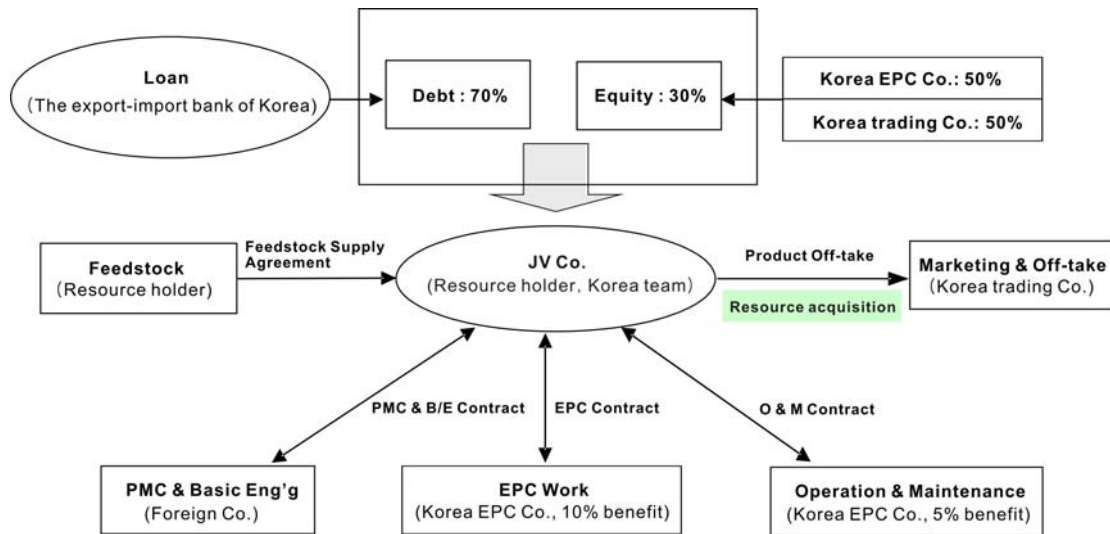 Loan
(The export-import bank of Korea)
Debt : 70%
Equity : 30%
Korea EPC Co.: 50%
Korea trading Co.: 50%
Feedstock
(Resource holder)
Feedstock Supply
Agreement
JV Co.
(Resource holder, Korea team)
Product Off-take
Resource acquisition
Marketing & Off-take
(Korea trading Co.)
PMC & B/E Contract
EPC Contract
O & M Contract
PMC & Basic Eng'g
(Foreign Co.)
EPC Work
(Korea EPC Co., 10% benefit)
Operation & Maintenance
(Korea EPC Co., 5% benefit)